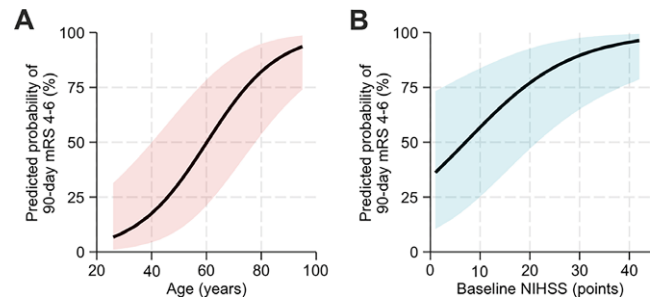 A
Predicted probability of
90-day mRS 4-6 (%)
100
75
50
25
0
20
40
60
80
100
Age (years)
B
Predicted probability of
90-day mRS 4-6 (%)
100
75
50
25
0
0
10
20
30
40
Baseline NIHSS (points)